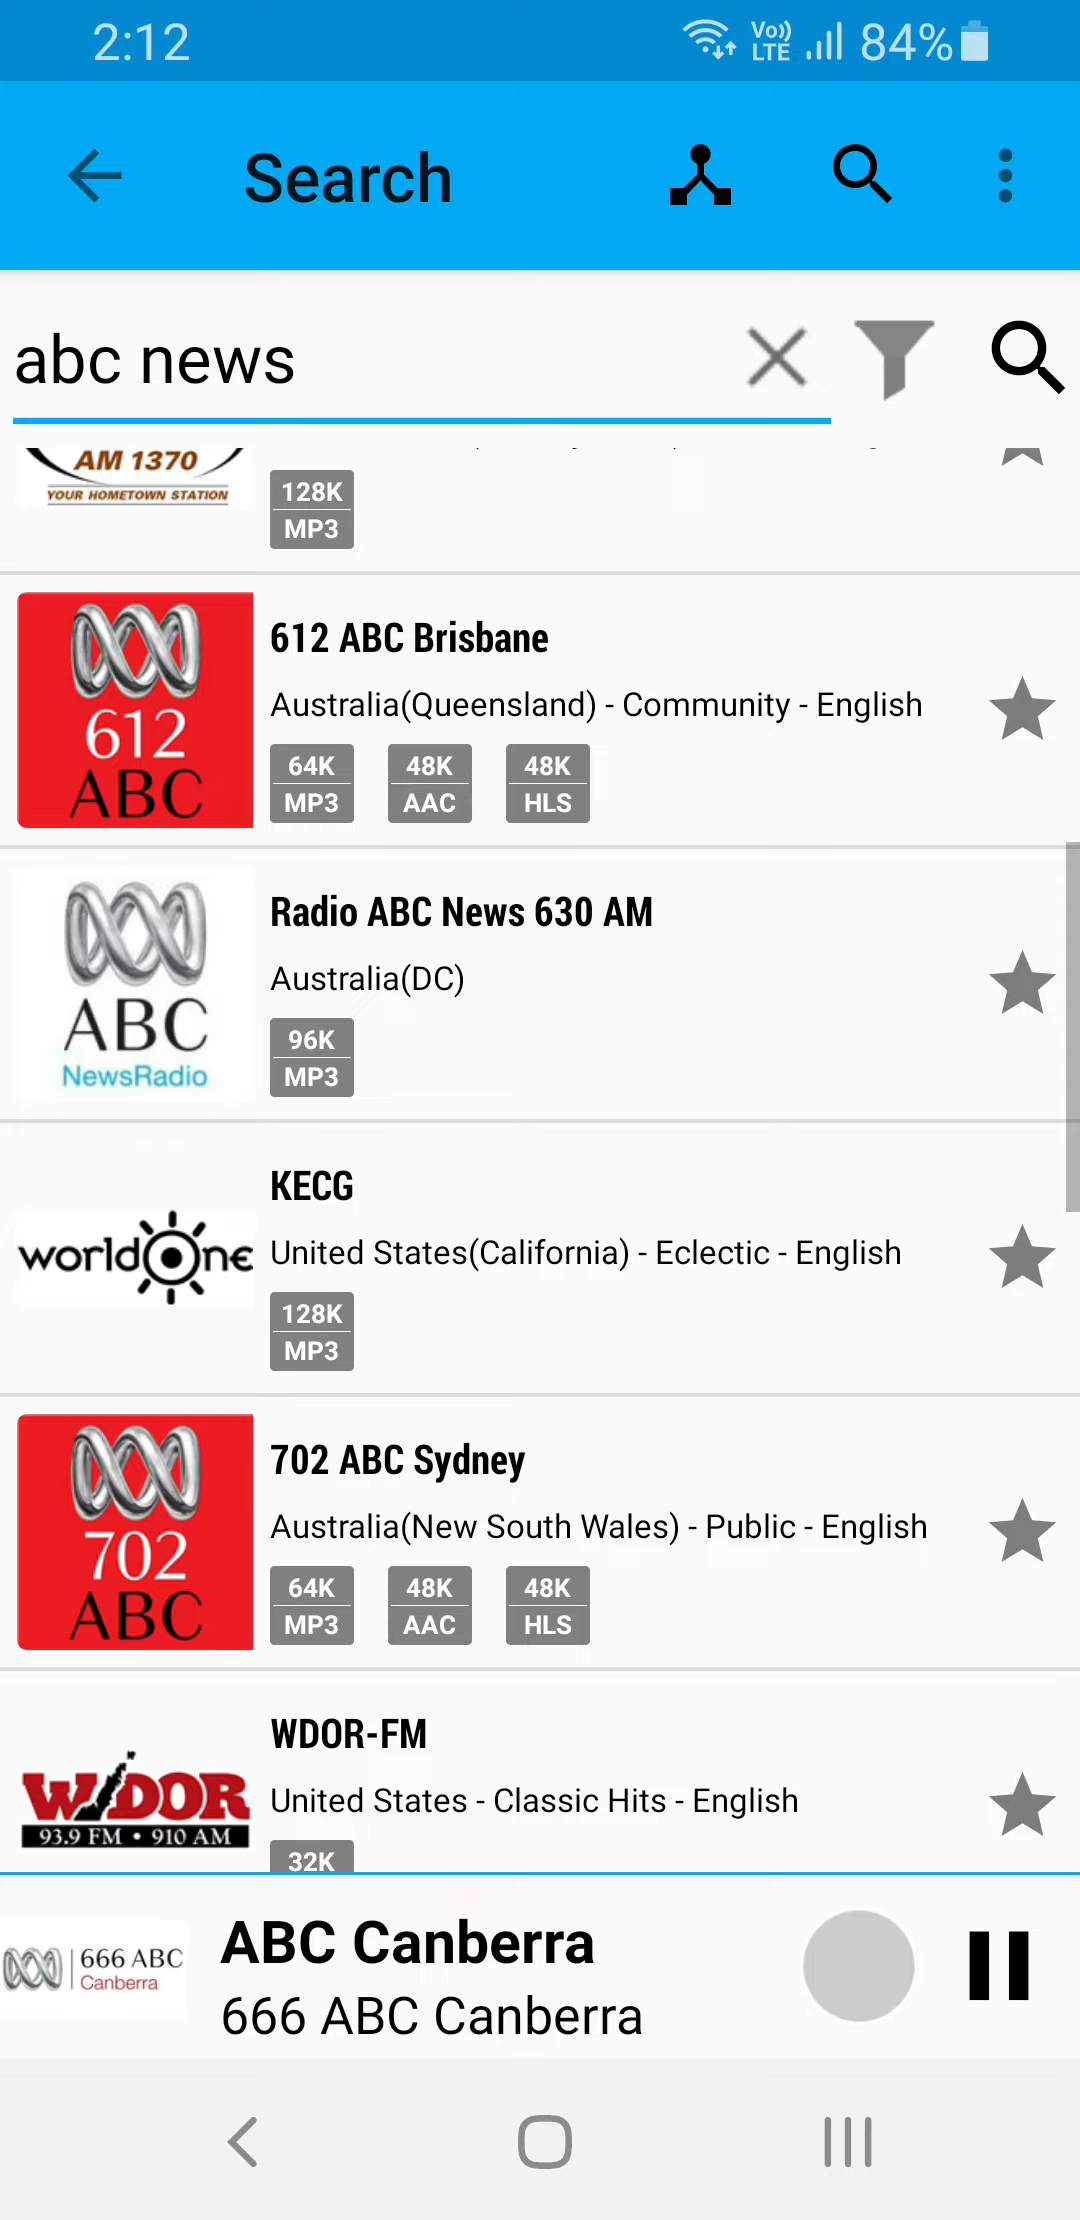 2:12
Vo)) LTE 84%
Search
abc news
AM 1370
YOUR HOMETOWN STATION
128K
MP3
612
ABC
612 ABC Brisbane
Australia(Queensland) - Community - English
64K 48K 48K
MP3 AAC HLS
ABC
NewsRadio
Radio ABC News 630 AM
Australia(DC)
96K
MP3
worldOne
KECG
United States(California) - Eclectic - English
128K
MP3
702
ABC
702 ABC Sydney
Australia(New South Wales) - Public - English
64K 48K 48K
MP3 AAC HLS
WDOR
93.9 FM • 910 AM
WDOR-FM
United States - Classic Hits - English
32K
666 ABC
Canberra
ABC Canberra
666 ABC Canberra